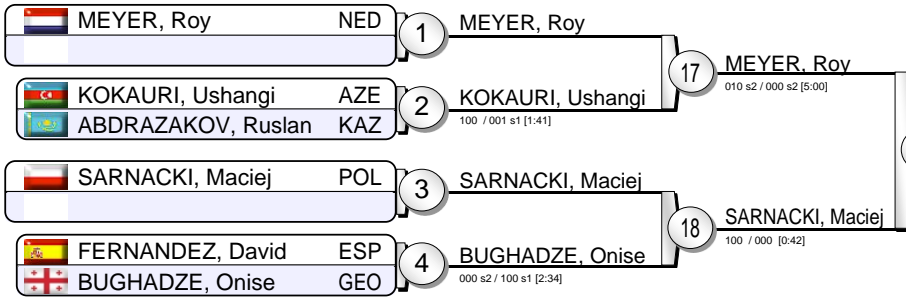 MEYER, Roy NED
1
MEYER, Roy
17
MEYER, Roy
010 s2 / 000 s2 [5:00]
KOKAURI, Ushangi AZE
ABDRAZAKOV, Ruslan KAZ
2
KOKAURI, Ushangi
100 / 001 s1 [1:41]
SARNACKI, Maciej POL
3
SARNACKI, Maciej
18
SARNACKI, Maciej
100 / 000 [0:42]
FERNANDEZ, David ESP
BUGHADZE, Onise GEO
4
BUGHADZE, Onise
000 s2 / 100 s1 [2:34]